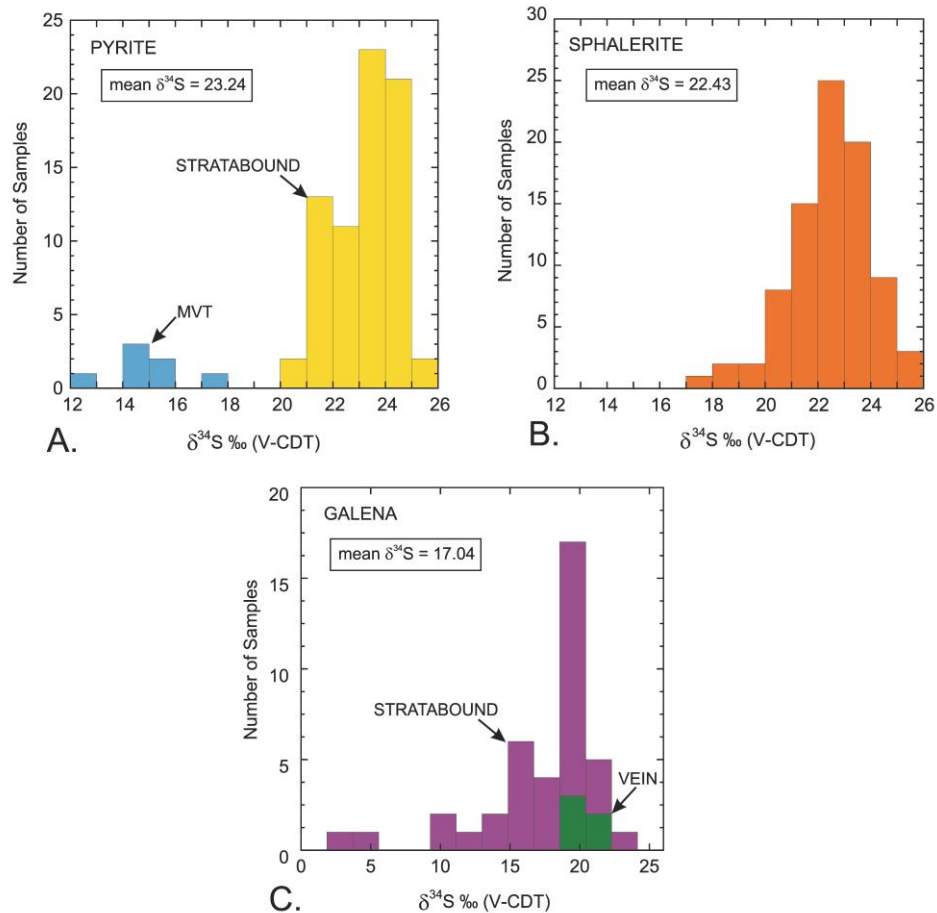 PYRITE
mean δ³⁴S = 23.24
STRATABOUND
MVT
Number of Samples
25
20
15
10
5
0
12 14 16 18 20 22 24 26
δ³⁴S ‰ (V-CDT)
A.
SPHALERITE
mean δ³⁴S = 22.43
Number of Samples
30
25
20
15
10
5
0
12 14 16 18 20 22 24 26
δ³⁴S ‰ (V-CDT)
B.
GALENA
mean δ³⁴S = 17.04
STRATABOUND
VEIN
Number of Samples
20
15
10
5
0
0 5 10 15 20 25
δ³⁴S ‰ (V-CDT)
C.